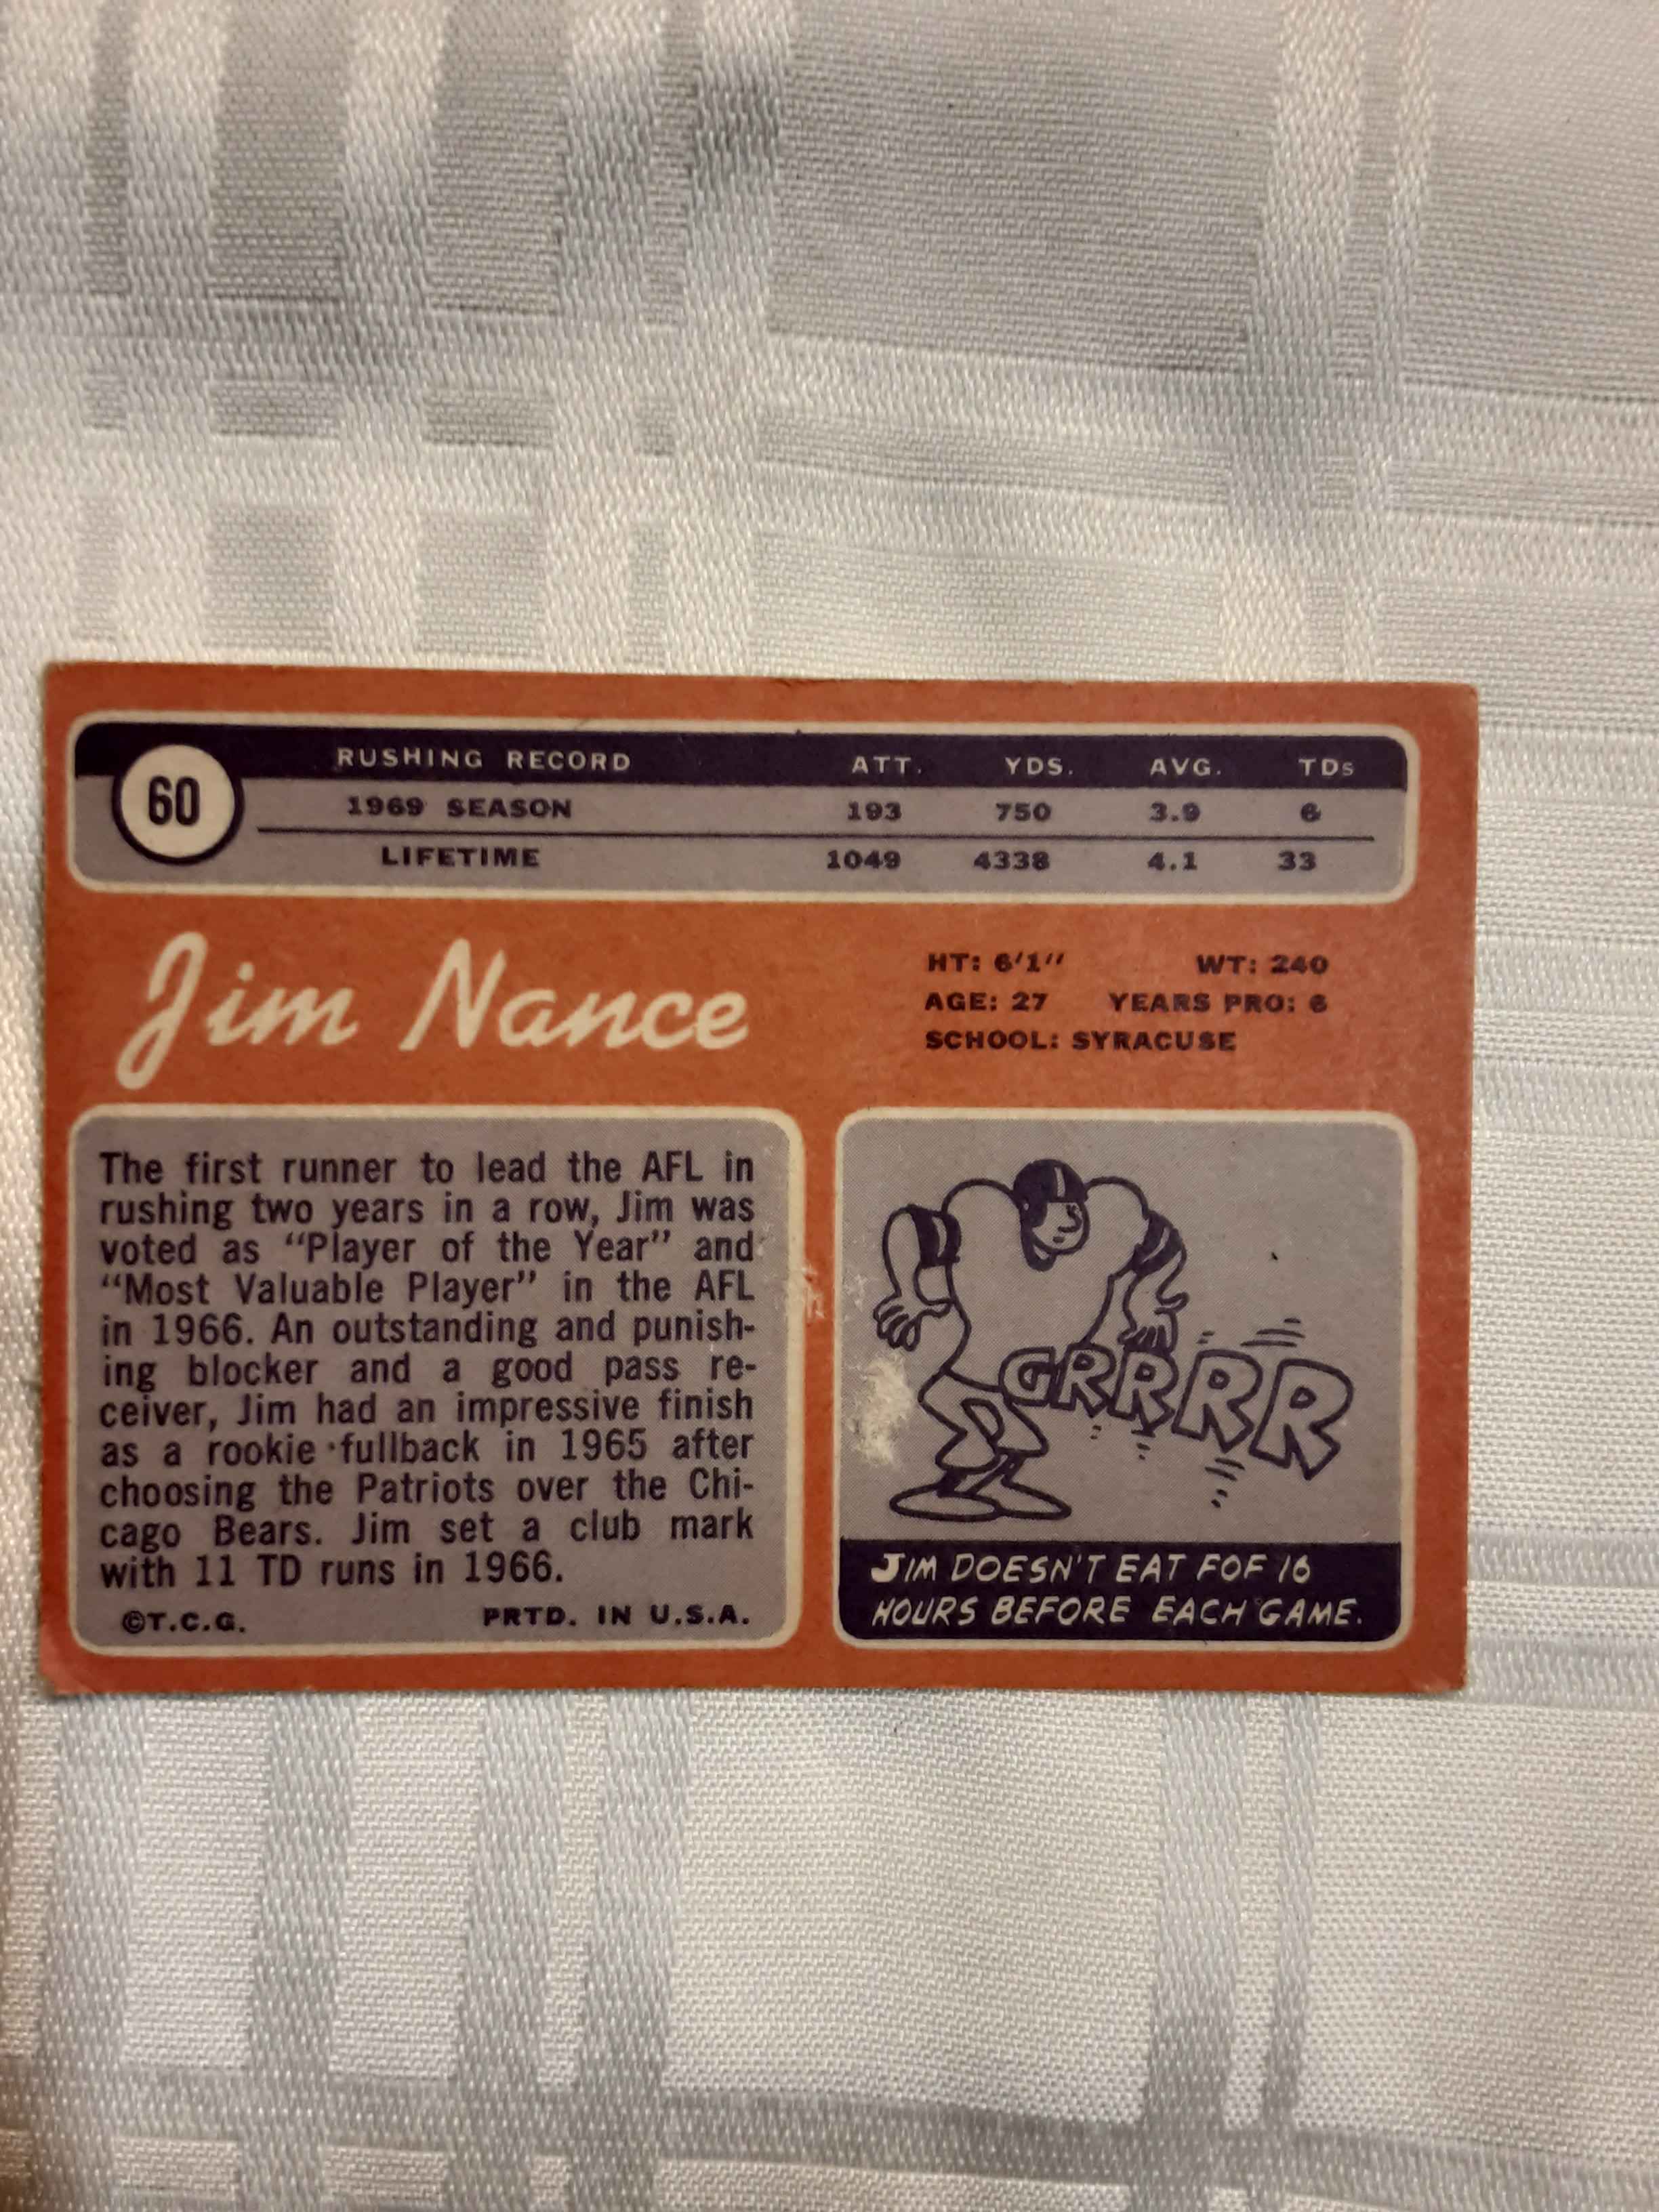 60
RUSHING RECORD ATT. YDS. AVG. TDs
1969 SEASON 193 750 3.9 6
LIFETIME 1049 4338 4.1 33
Jim Nance
HT: 6'1" WT: 240
AGE: 27 YEARS PRO: 6
SCHOOL: SYRACUSE
The first runner to lead the AFL in
rushing two years in a row, Jim was
voted as "Player of the Year" and
"Most Valuable Player" in the AFL
in 1966. An outstanding and punish-
ing blocker and a good pass re-
ceiver, Jim had an impressive finish
as a rookie fullback in 1965 after
choosing the Patriots over the Chi-
cago Bears. Jim set a club mark
with 11 TD runs in 1966.
©T.C.G. PRTD. IN U.S.A.
GRRRR
JIM DOESN'T EAT FOF 16
HOURS BEFORE EACH GAME.